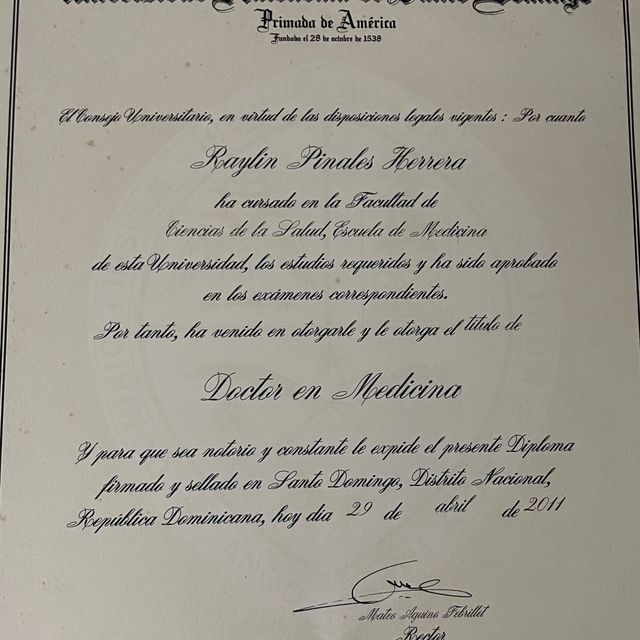 Primada de América
Fundada el 28 de octubre de 1538
El Consejo Universitario, en virtud de las disposiciones legales vigentes : Por cuanto
Raylin Pinales Herrera
ha cursado en la Facultad de
Ciencias de la Salud, Escuela de Medicina
de esta Universidad, los estudios requeridos y ha sido aprobado
en los exámenes correspondientes.
Por tanto, ha venido en otorgarle y le otorga el título de
Doctor en Medicina
Y para que sea notorio y constante le expide el presente Diploma
firmado y sellado en Santo Domingo, Distrito Nacional,
República Dominicana, hoy día 29 de abril de 2011
Mateo Aquino Febrillet
Rector